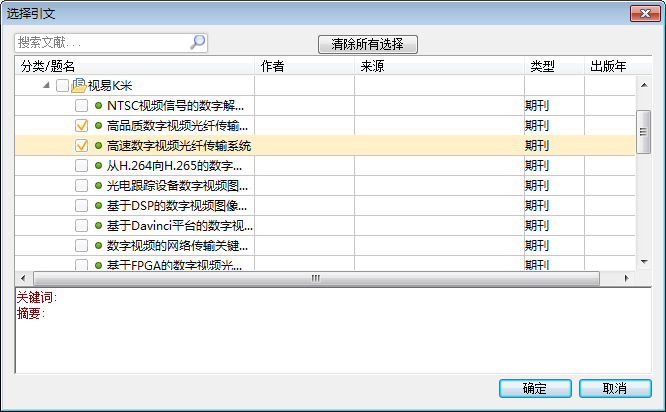 选择引文
搜索文献...
清除所有选择
分类/题名 作者 来源 类型 出版年
视易K米
NTSC视频信号的数字解... 期刊
高品质数字视频光纤传输... 期刊
高速数字视频光纤传输系统 期刊
从H.264向H.265的数字... 期刊
光电跟踪设备数字视频图... 期刊
基于DSP的数字视频图像... 期刊
基于Davinci平台的数字视... 期刊
数字视频的网络传输关键... 期刊
基于FPGA的数字视频光... 期刊
关键词:
摘要:
确定 取消